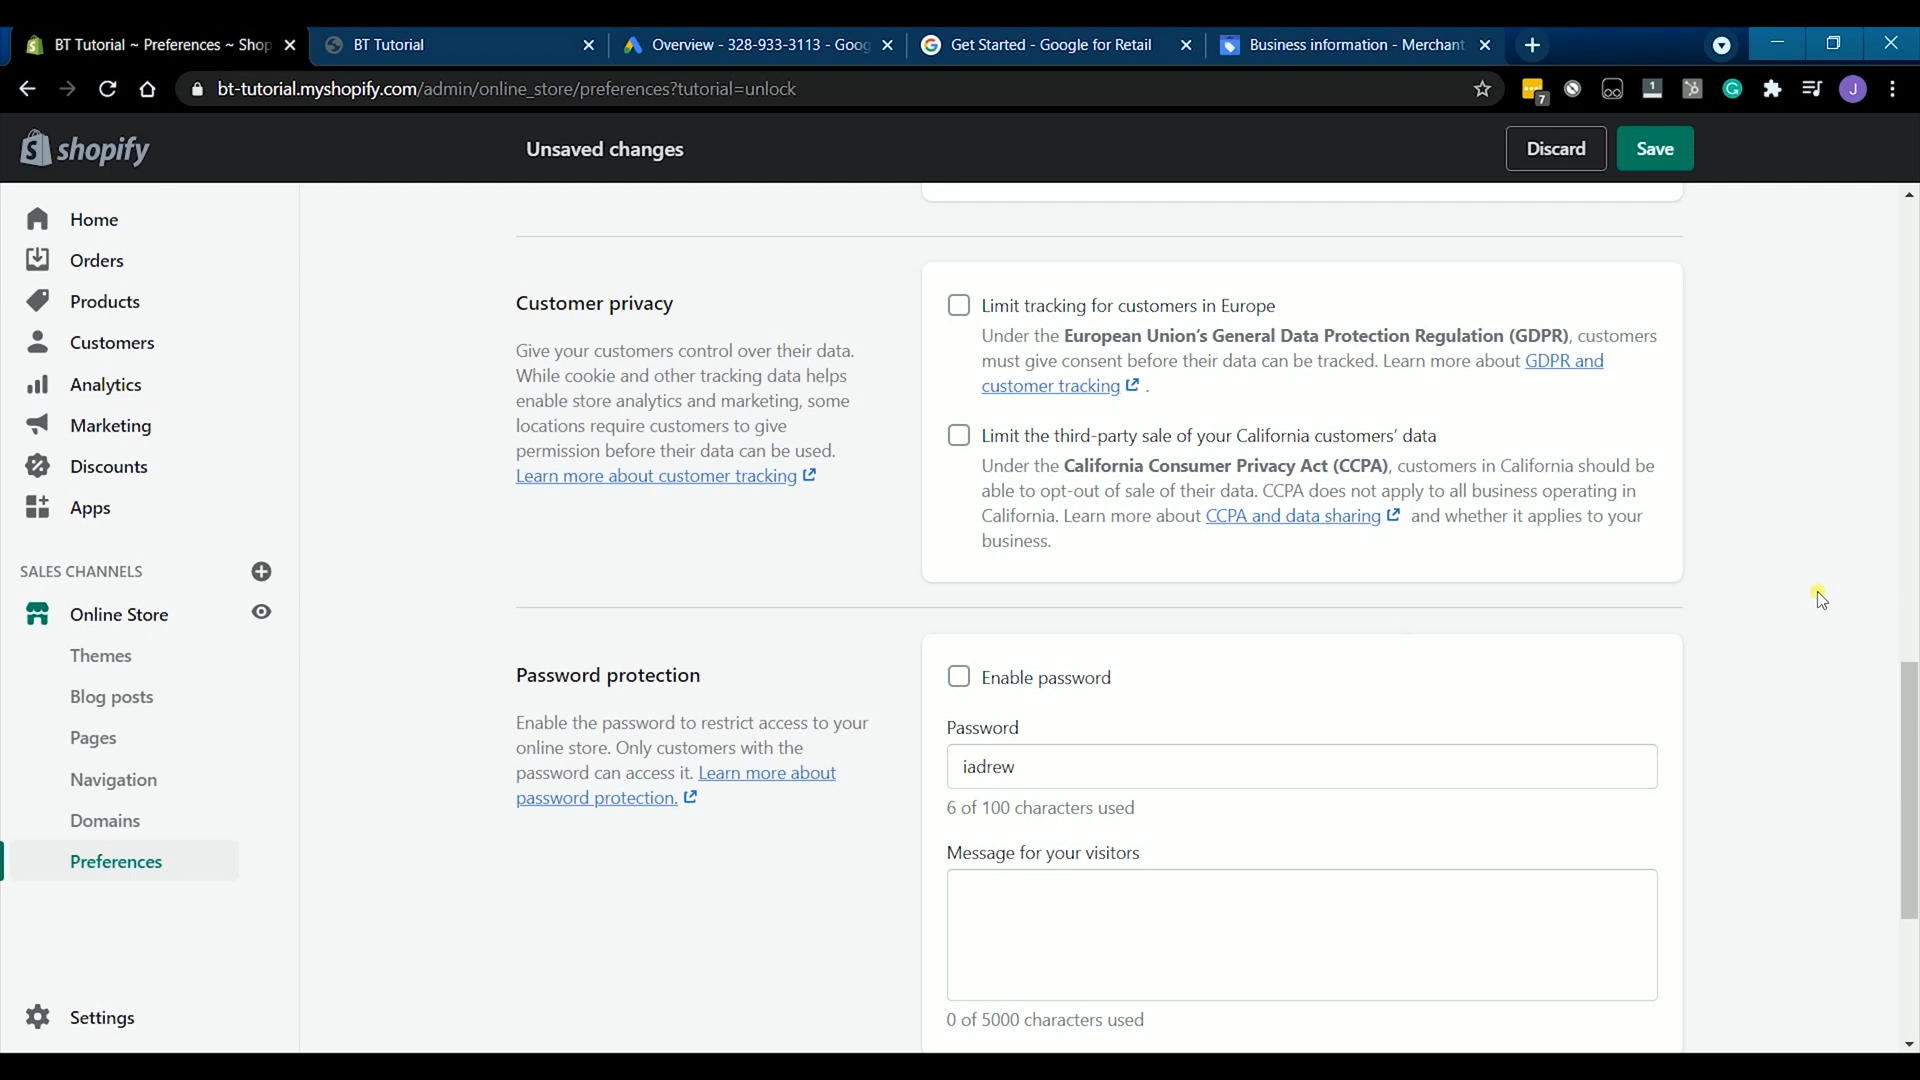 BT Tutorial ~ Preferences ~ Shop
BT Tutorial
Overview - 328-933-3113 - Goog
Get Started - Google for Retail
Business information - Merchant
bt-tutorial.myshopify.com/admin/online_store/preferences?tutorial=unlock
7
1
J
shopify
Unsaved changes
Discard
Save
Home
Orders
Products
Customers
Analytics
Marketing
Discounts
Apps
SALES CHANNELS
Online Store
Themes
Blog posts
Pages
Navigation
Domains
Preferences
Settings
Customer privacy
Give your customers control over their data.
While cookie and other tracking data helps
enable store analytics and marketing, some
locations require customers to give
permission before their data can be used.
Learn more about customer tracking
Limit tracking for customers in Europe
Under the European Union's General Data Protection Regulation (GDPR), customers
must give consent before their data can be tracked. Learn more about GDPR and
customer tracking .
Limit the third-party sale of your California customers' data
Under the California Consumer Privacy Act (CCPA), customers in California should be
able to opt-out of sale of their data. CCPA does not apply to all business operating in
California. Learn more about CCPA and data sharing and whether it applies to your
business.
Password protection
Enable the password to restrict access to your
online store. Only customers with the
password can access it. Learn more about
password protection.
Enable password
Password
iadrew
6 of 100 characters used
Message for your visitors
0 of 5000 characters used